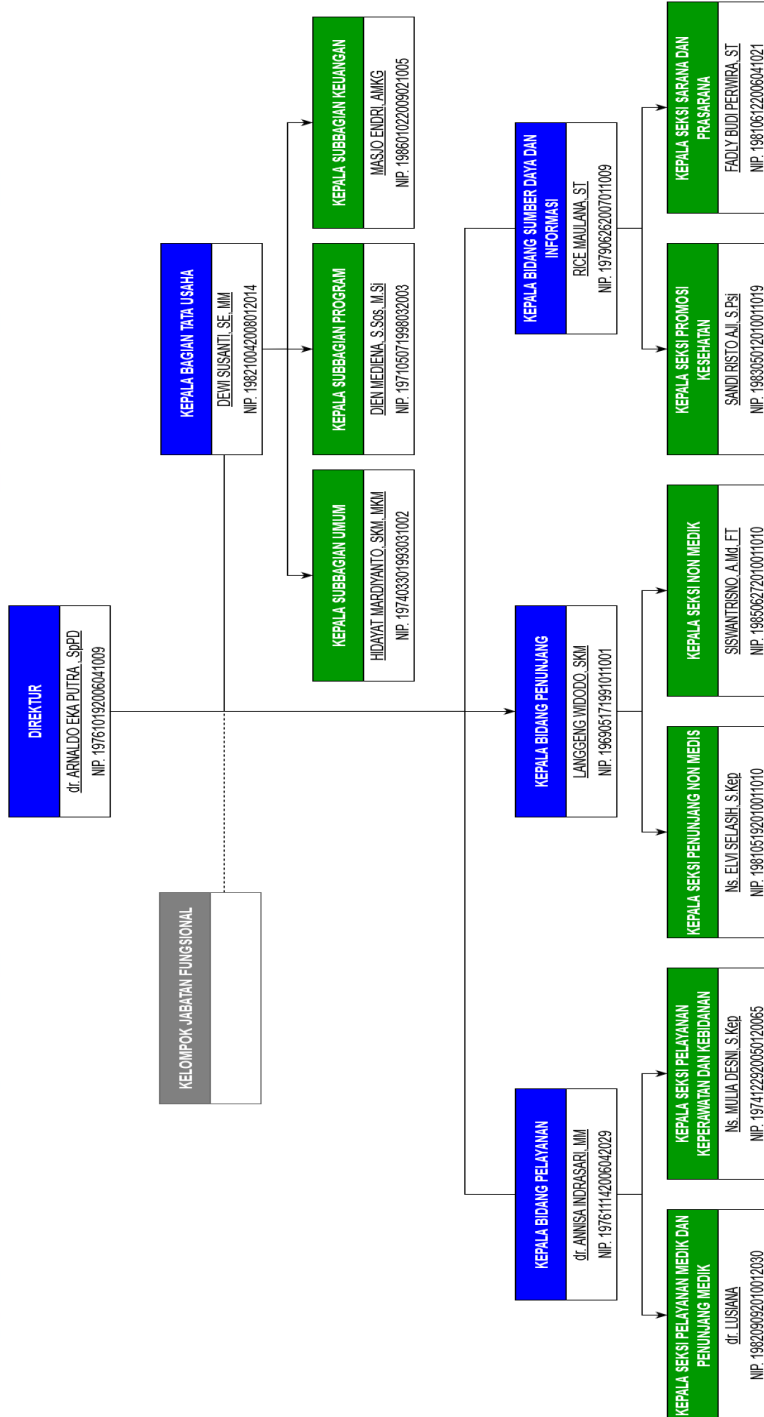 DIREKTUR
dr. ARNALDO EKA PUTRA, SpPD
NIP. 197610192006041009
KELOMPOK JABATAN FUNGSIONAL
KEPALA BAGIAN TATA USAHA
DEWI SUSANTI, SE, MM
NIP. 198210042008012014
KEPALA SUBBAGIAN UMUM
HIDAYAT MARDIYANTO, SKM, MKM
NIP. 197403301993031002
KEPALA SUBBAGIAN PROGRAM
DIEN MEDIENA, S.Sos, M.Si
NIP. 197105071998032003
KEPALA SUBBAGIAN KEUANGAN
MASJO ENDRI, AMKG
NIP. 198601022009021005
KEPALA BIDANG PELAYANAN
dr. ANNISA INDRASARI, MM
NIP. 197611142006042029
KEPALA BIDANG PENUNJANG
LANGGENG WIDODO, SKM
NIP. 196905171991011001
KEPALA BIDANG SUMBER DAYA DAN
INFORMASI
RICE MAULANA, ST
NIP. 197906262007011009
KEPALA SEKSI PELAYANAN MEDIK DAN
PENUNJANG MEDIK
dr. LUSIANA
NIP. 198209092010012030
KEPALA SEKSI PELAYANAN
KEPERAWATAN DAN KEBIDANAN
Ns. MULIA DESNI, S.Kep
NIP. 1974122920050120065
KEPALA SEKSI PENUNJANG NON MEDIS
Ns. ELVI SELASIH, S.Kep
NIP. 198105192010011010
KEPALA SEKSI NON MEDIK
SISWANTRISNO, A.Md, FT
NIP. 198506272010011010
KEPALA SEKSI PROMOSI
KESEHATAN
SANDI RISTO AJI, S.Psi
NIP. 198305012010011019
KEPALA SEKSI SARANA DAN
PRASARANA
FADLY BUDI PERWIRA, ST
NIP. 198106122006041021